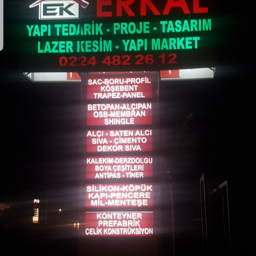 EK ERKAL
YAPI TEDARİK - PROJE - TASARIM
LAZER KESİM - YAPI MARKET
0224 482 26 12
SAC-BORU-PROFİL
KÖŞEBENT
TRAPEZ-PANEL
BETOPAN-ALÇIPAN
OSB-MEMBRAN
SHINGLE
ALÇI - SATEN ALCI
SIVA - ÇİMENTO
DEKOR SIVA
KALEKIM-DERZDOLGU
BOYA ÇEŞİTLERİ
ANTİPAS - TİNER
SİLİKON-KÖPÜK
KAPI-PENCERE
MİL-MENTEŞE
KONTEYNER
PREFABRİK
ÇELİK KONSTRÜKSİYON